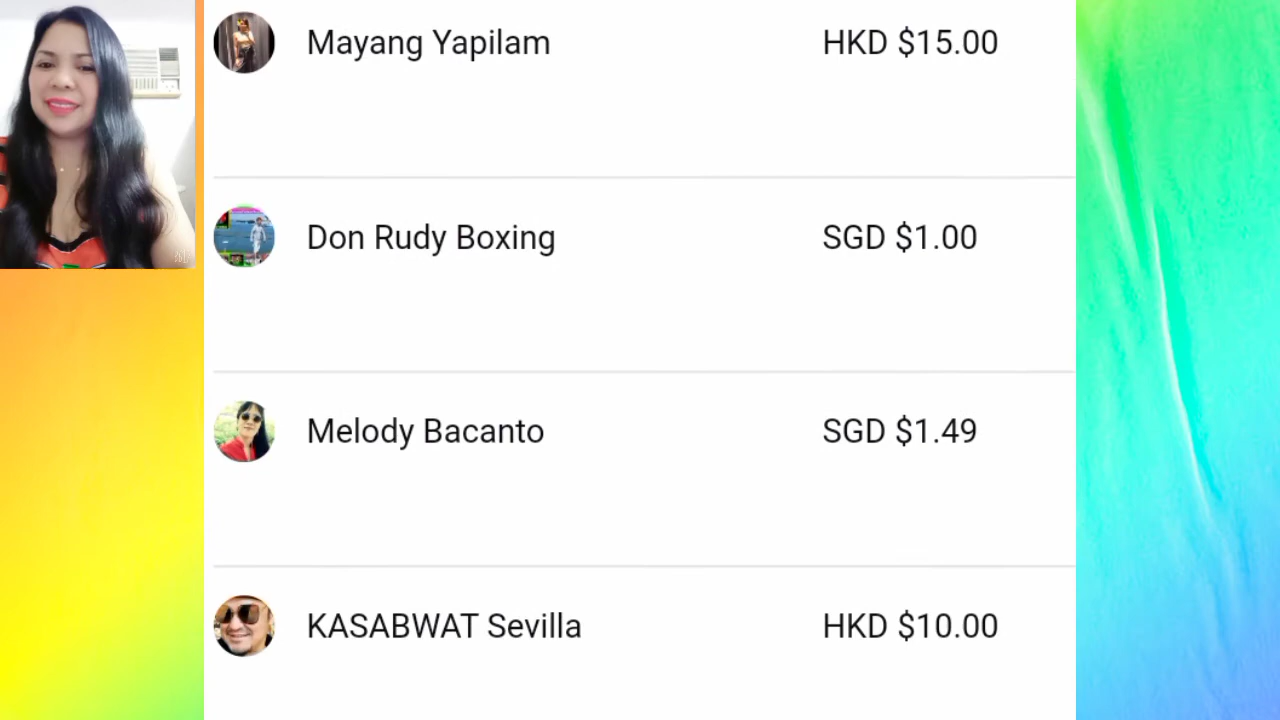 Mayang Yapilam HKD $15.00
Don Rudy Boxing SGD $1.00
Melody Bacanto SGD $1.49
KASABWAT Sevilla HKD $10.00